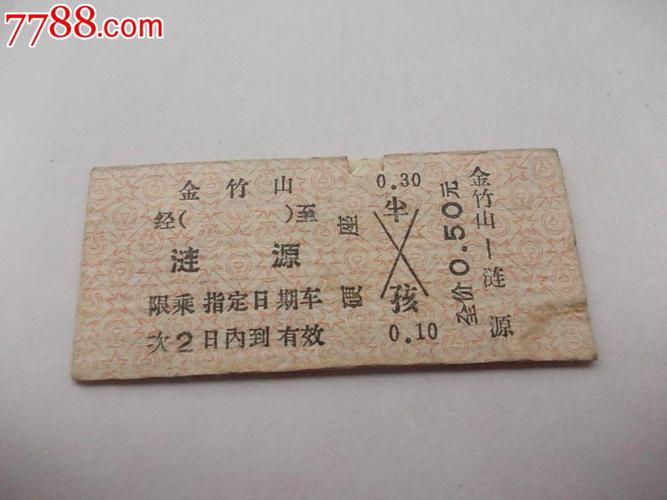 7788.com
金竹山
经( )至
涟源
限乘指定日期车
次2日内到有效
硬座
0.30
半
孩
0.10
全价0.50元
金竹山—涟源